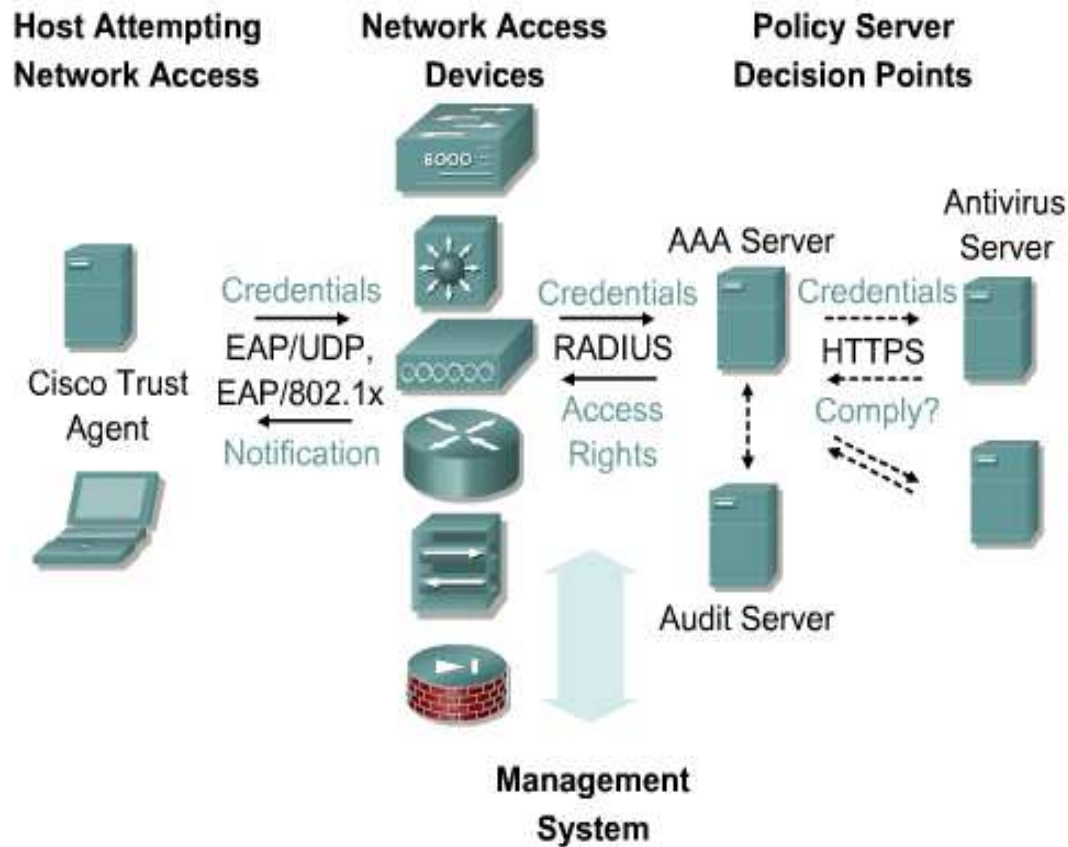 Host Attempting
Network Access
Network Access
Devices
Policy Server
Decision Points
6000
AAA Server
Antivirus
Server
Credentials
EAP/UDP,
EAP/802.1x
Notification
Cisco Trust
Agent
Credentials
RADIUS
Access
Rights
Credentials
HTTPS
Comply?
Audit Server
Management
System